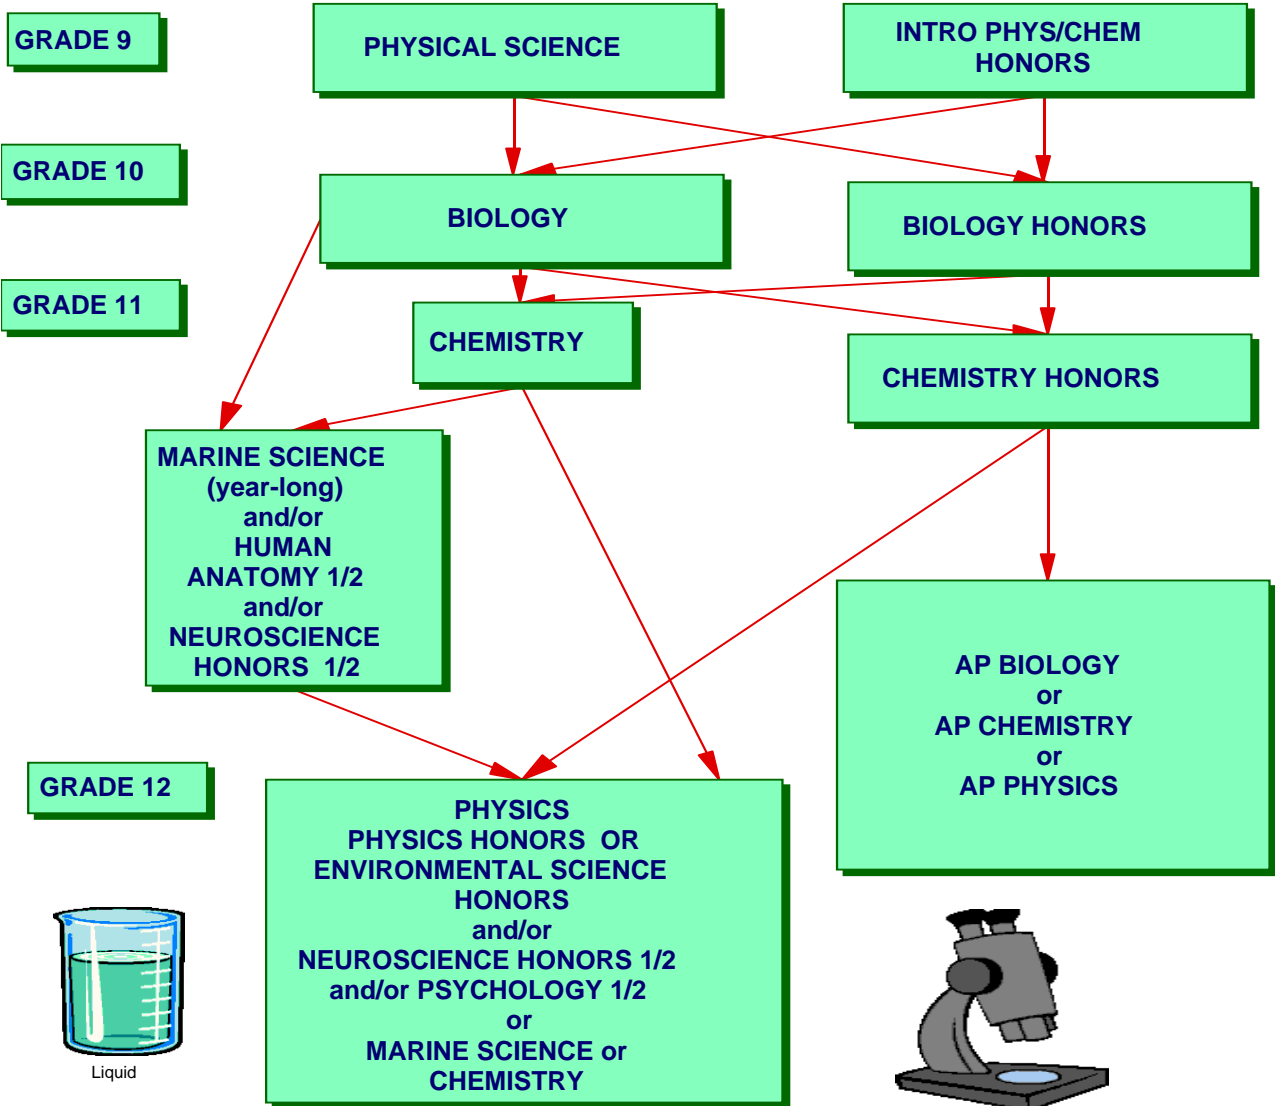 GRADE 9
PHYSICAL SCIENCE
INTRO PHYS/CHEM
HONORS
GRADE 10
BIOLOGY
BIOLOGY HONORS
GRADE 11
CHEMISTRY
CHEMISTRY HONORS
MARINE SCIENCE
(year-long)
and/or
HUMAN
ANATOMY 1/2
and/or
NEUROSCIENCE
HONORS 1/2
AP BIOLOGY
or
AP CHEMISTRY
or
AP PHYSICS
GRADE 12
PHYSICS
PHYSICS HONORS OR
ENVIRONMENTAL SCIENCE
HONORS
and/or
NEUROSCIENCE HONORS 1/2
and/or PSYCHOLOGY 1/2
or
MARINE SCIENCE or
CHEMISTRY
Liquid